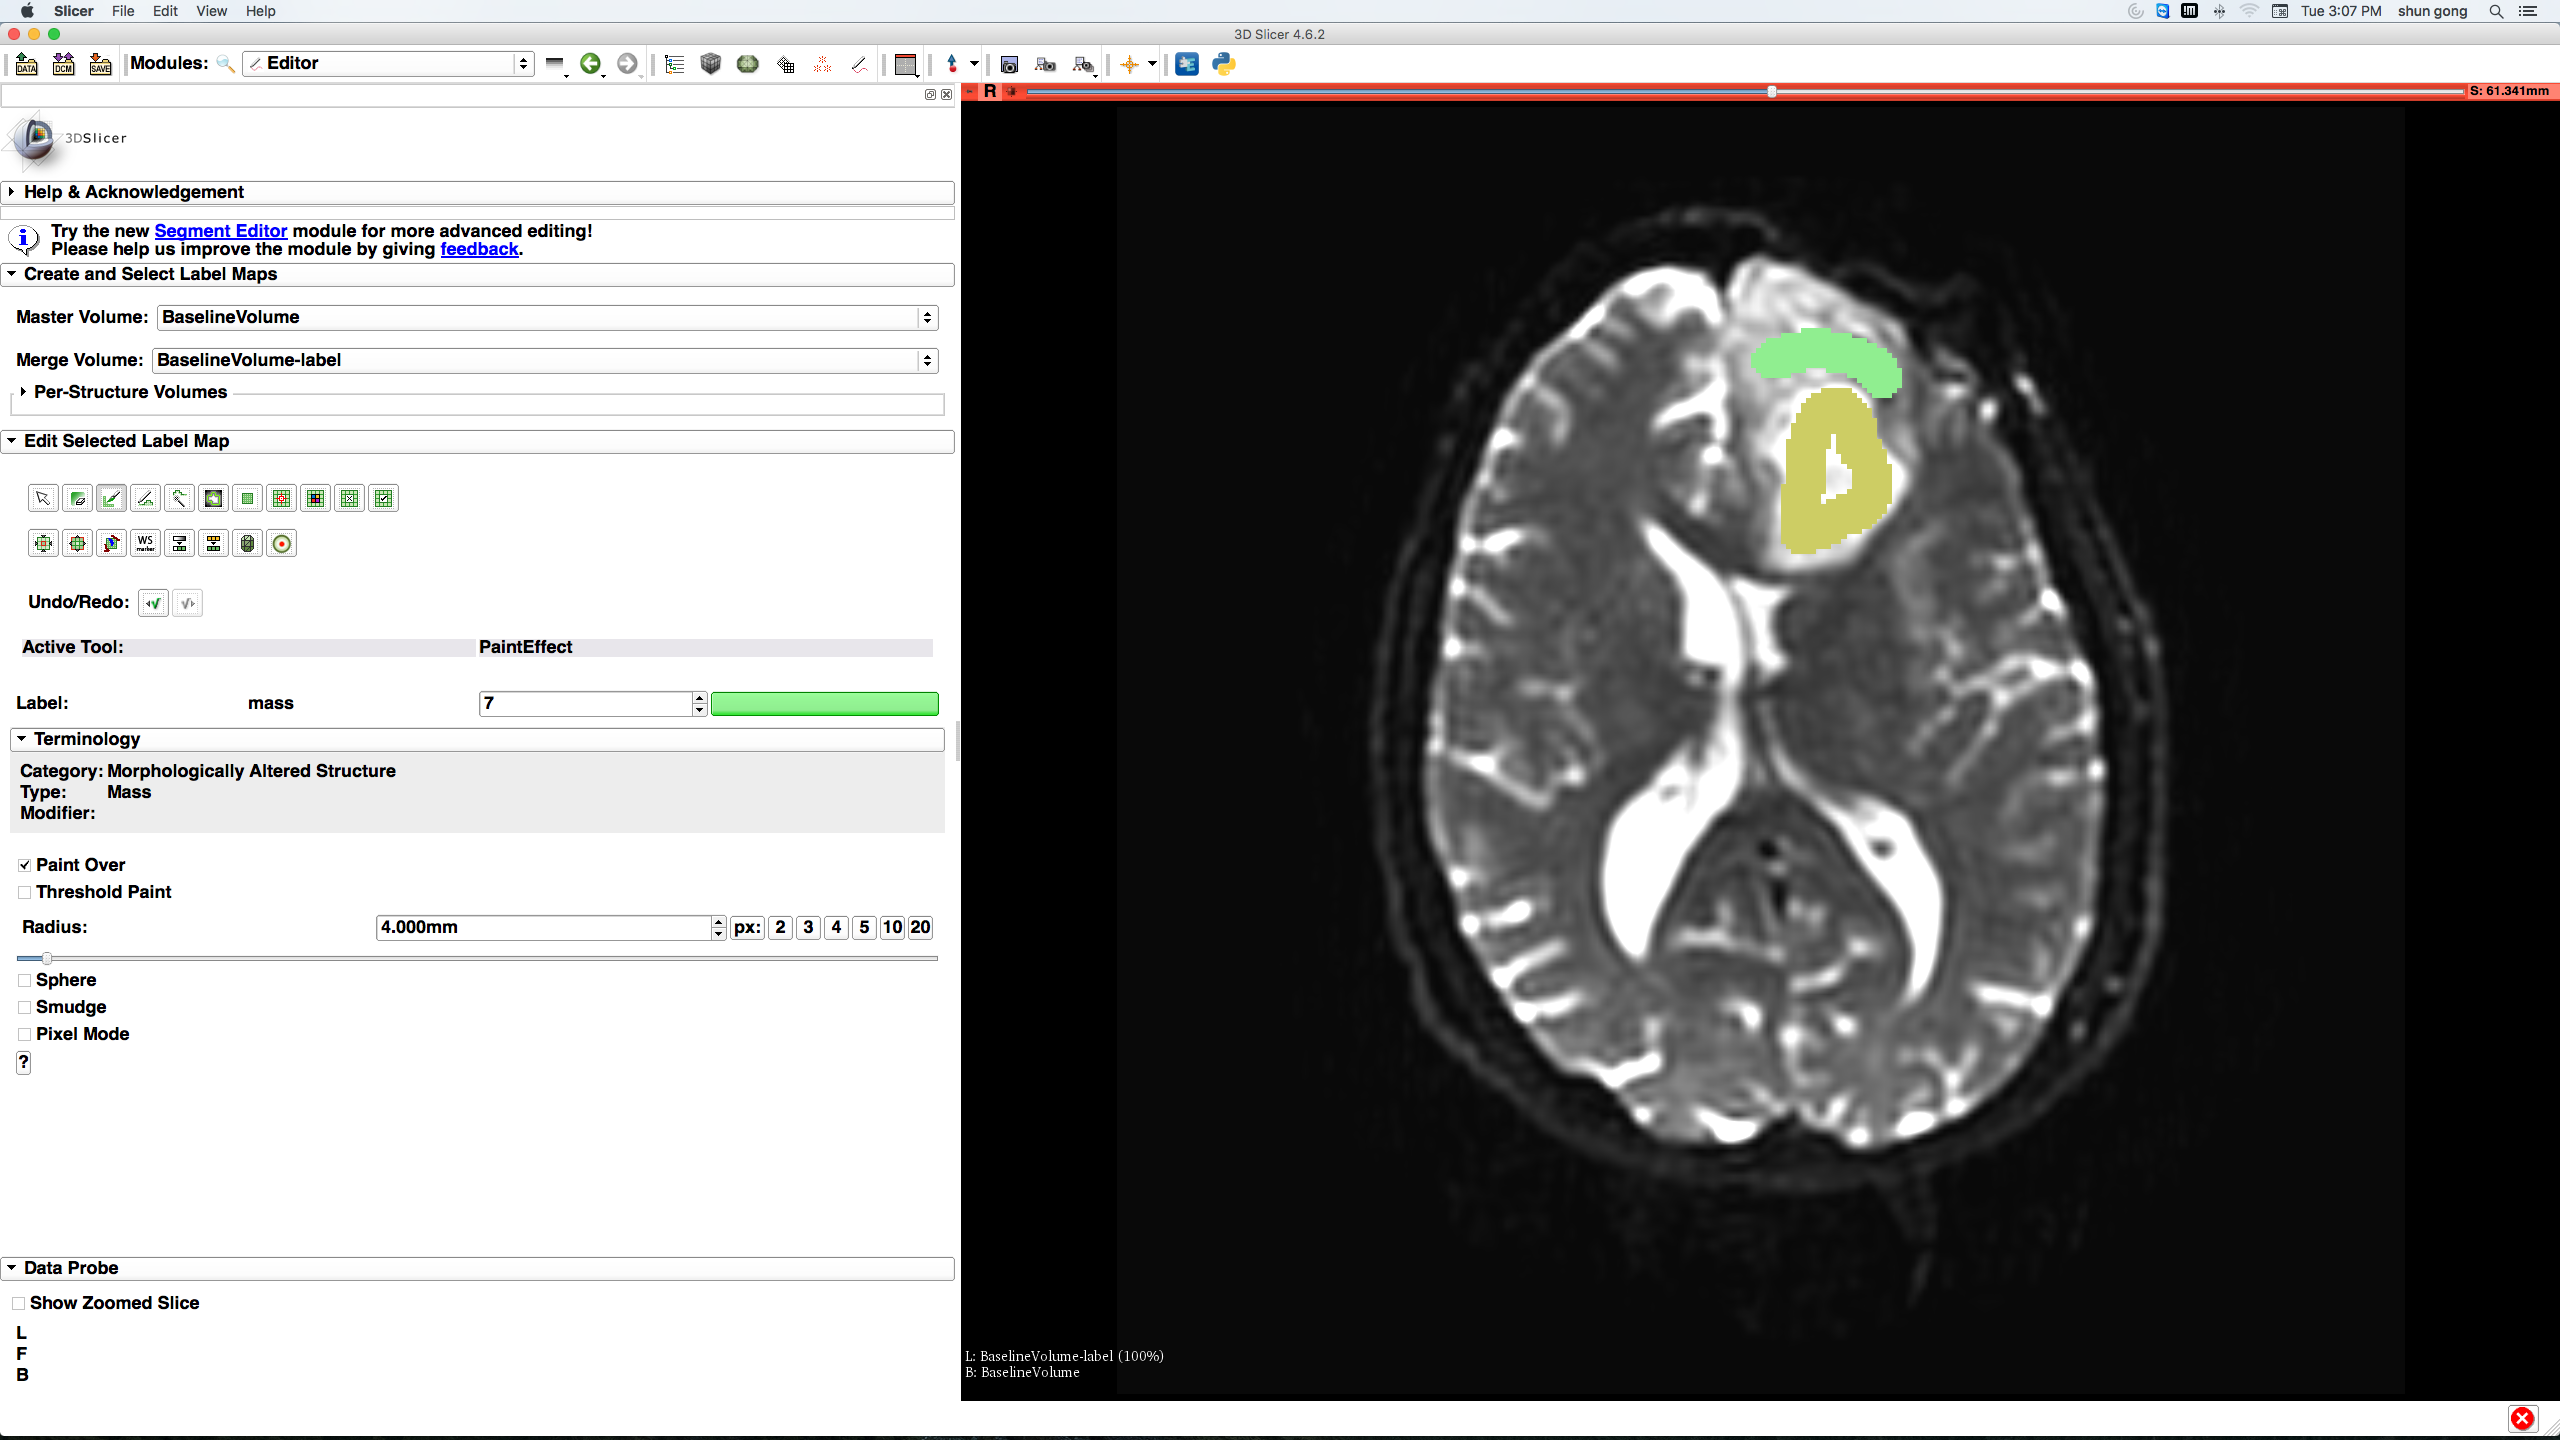 Slicer File Edit View Help
Tue 3:07 PM shun gong
3D Slicer 4.6.2
DATA DCM SAVE Modules: Editor
R S: 61.341mm
3DSlicer
Help & Acknowledgement
Try the new Segment Editor module for more advanced editing!
Please help us improve the module by giving feedback.
Create and Select Label Maps
Master Volume: BaselineVolume
Merge Volume: BaselineVolume-label
Per-Structure Volumes
Edit Selected Label Map
WS
marker
Undo/Redo:
Active Tool: PaintEffect
Label: mass 7
Terminology
Category: Morphologically Altered Structure
Type: Mass
Modifier:
Paint Over
Threshold Paint
Radius: 4.000mm px: 2 3 4 5 10 20
Sphere
Smudge
Pixel Mode
?
Data Probe
Show Zoomed Slice
L
F
B
L: BaselineVolume-label (100%)
B: BaselineVolume